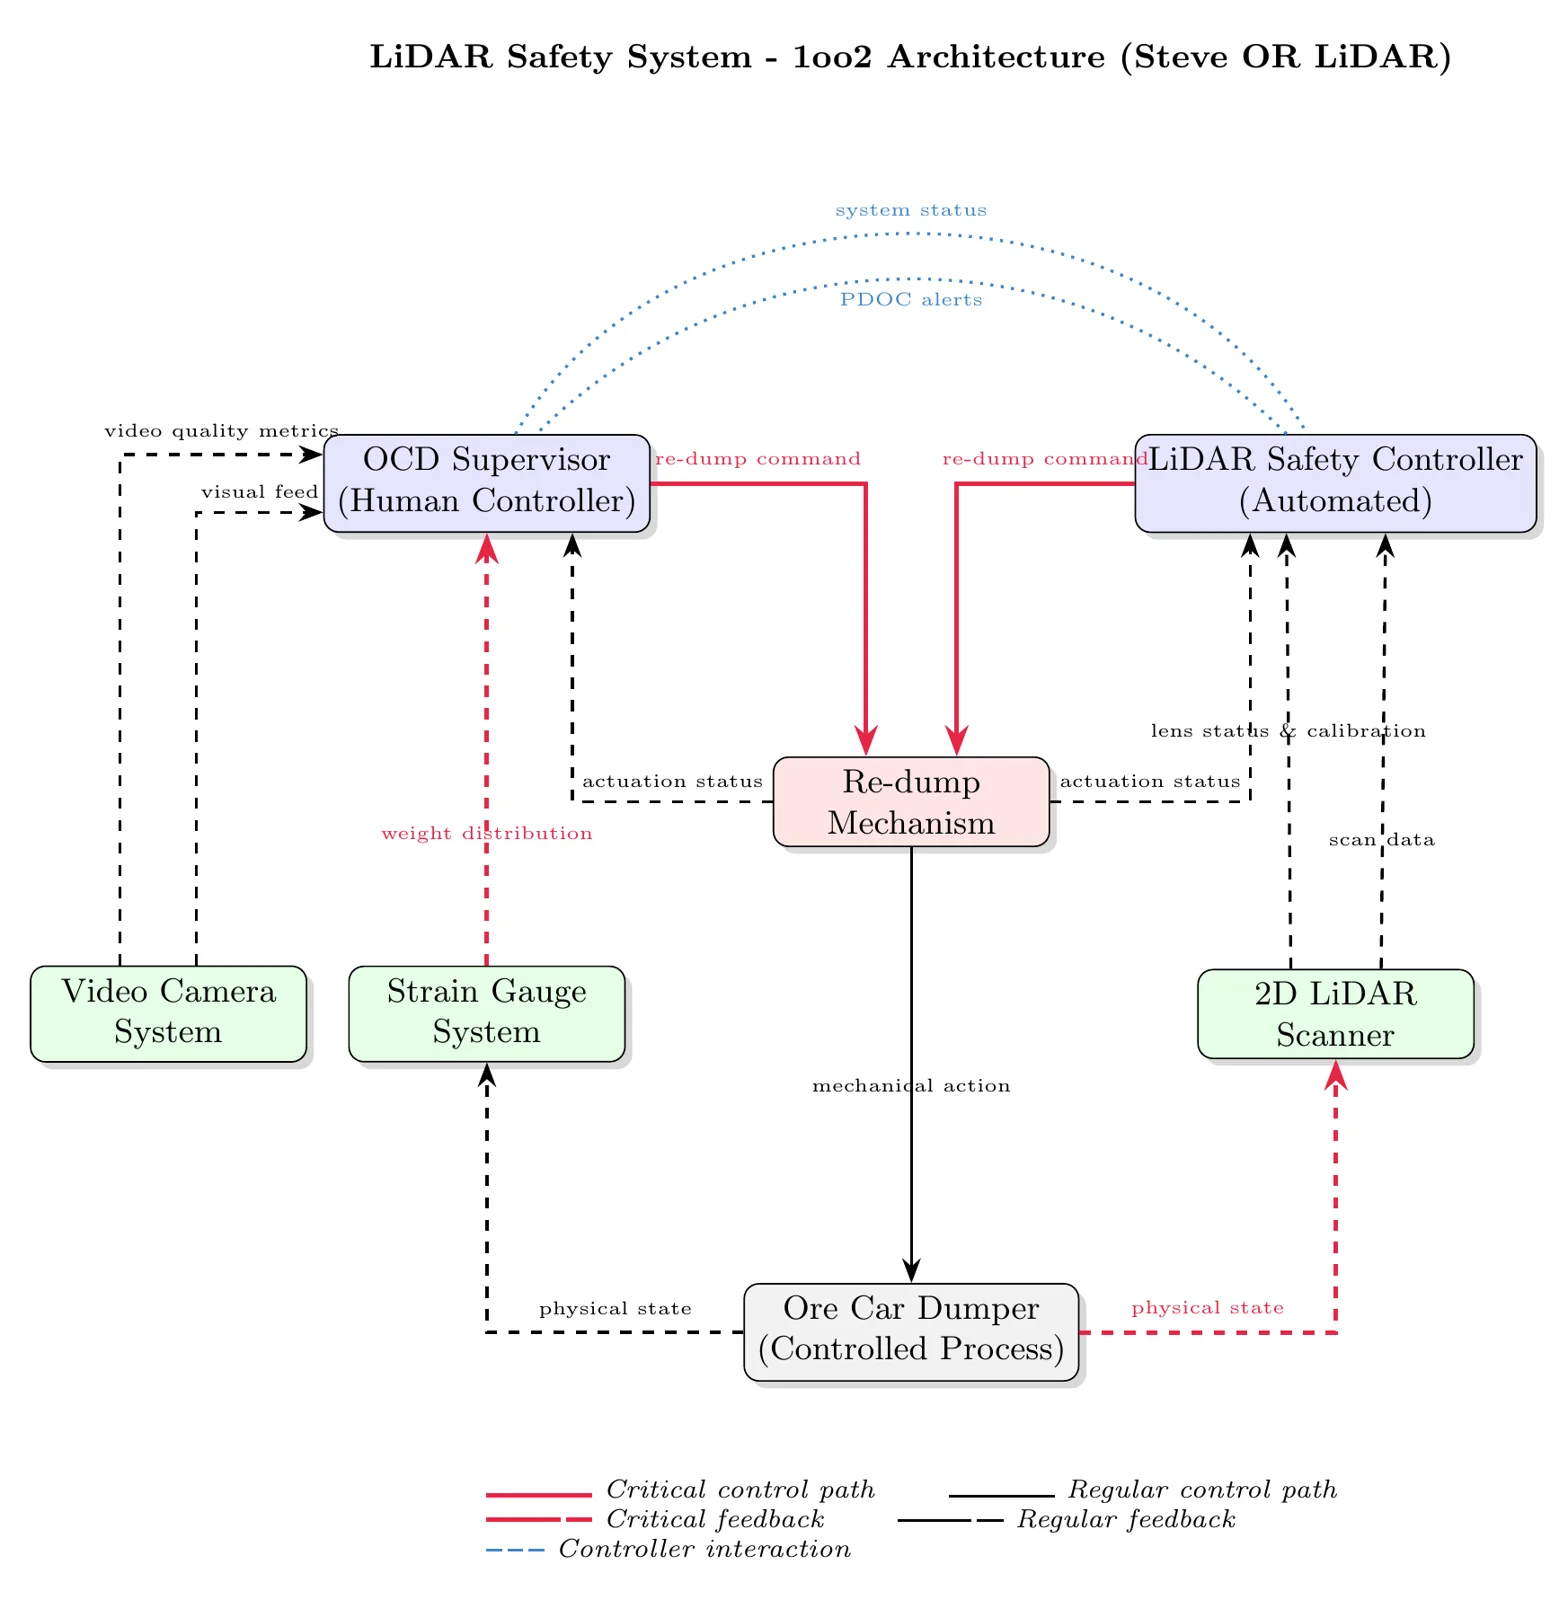 LiDAR Safety System - 1oo2 Architecture (Steve OR LiDAR)
system status
PDOC alerts
video quality metrics
visual feed
OCD Supervisor
(Human Controller)
re-dump command
re-dump command
LiDAR Safety Controller
(Automated)
lens status & calibration
actuation status
Re-dump
Mechanism
actuation status
weight distribution
scan data
Video Camera
System
Strain Gauge
System
2D LiDAR
Scanner
mechanical action
physical state
Ore Car Dumper
(Controlled Process)
physical state
Critical control path
Regular control path
Critical feedback
Regular feedback
Controller interaction